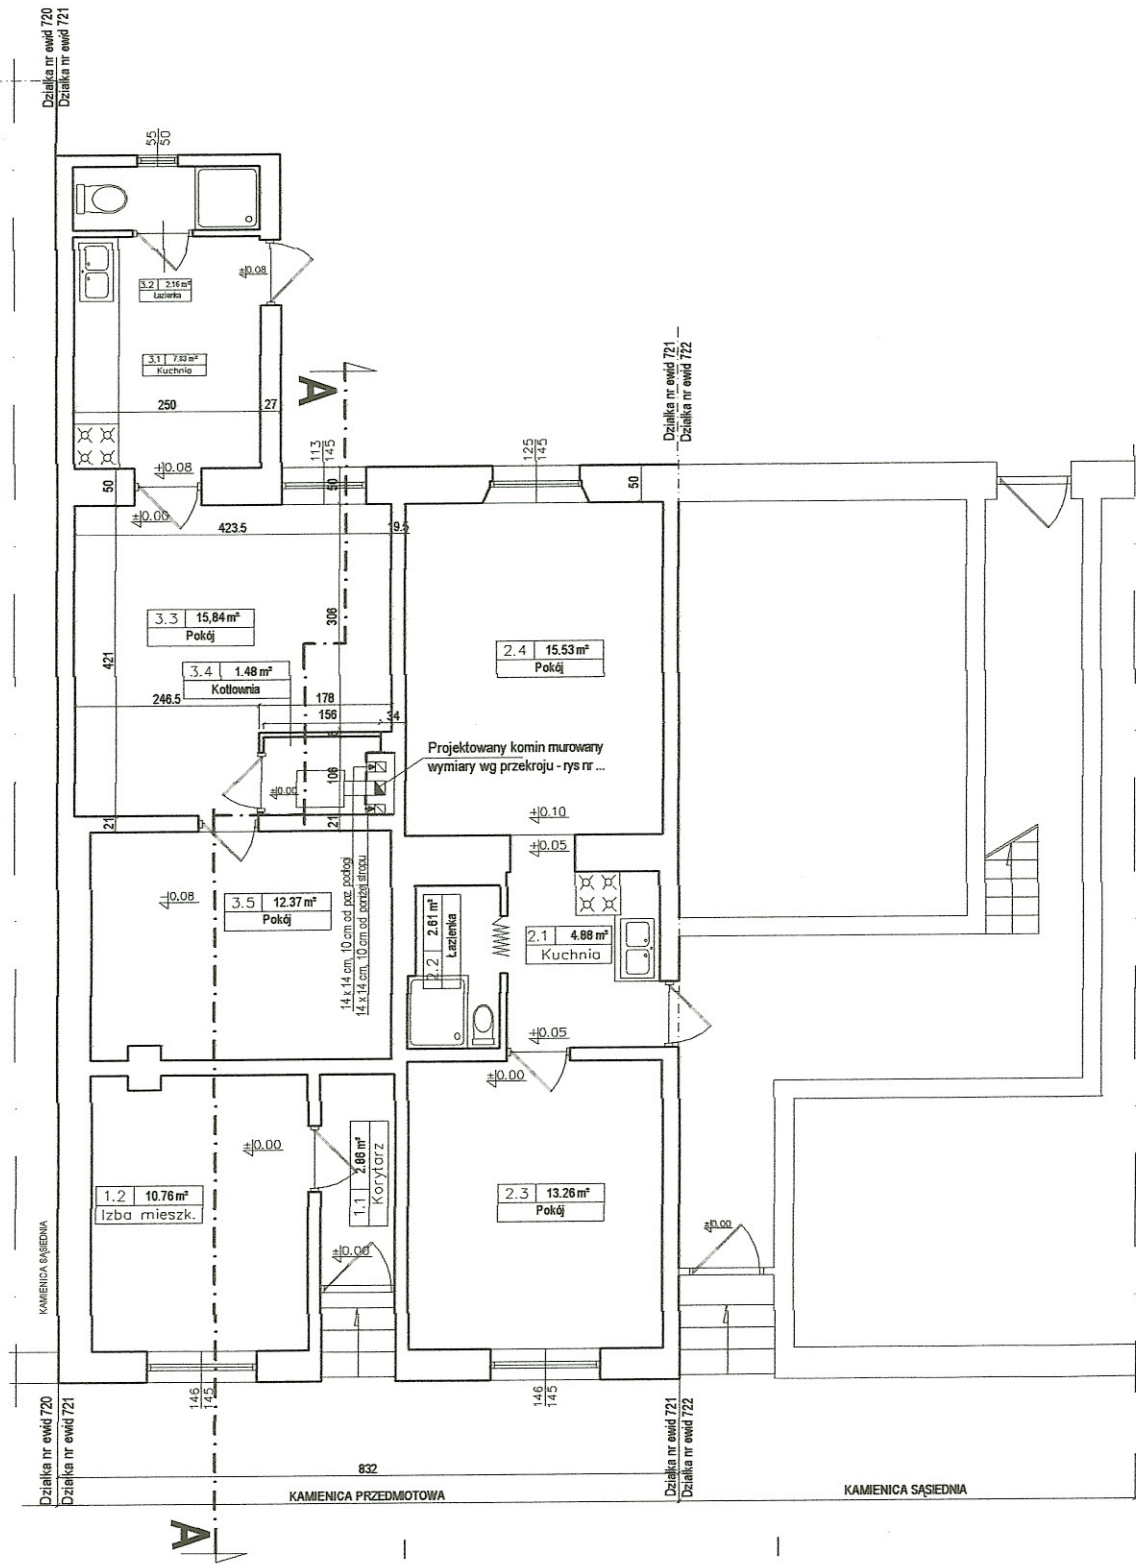 Działka nr ewid 720
Działka nr ewid 721
55
50
±0.08
3.2 2.16 m²
Łazienka
3.1 7.83 m²
Kuchnia
250
27
A
Działka nr ewid 721
Działka nr ewid 722
±0.08
50
113
145
50
125
145
50
±0.00
423.5
9.5
3.3 15,84 m²
Pokój
306
421
3.4 1.48 m²
Kotłownia
2.4 15.53 m²
Pokój
246.5
178
156
Projektowany komin murowany
wymiary wg przekroju - rys nr ...
106
±0.00
21
21
±0.10
±0.05
±0.08
3.5 12.37 m²
Pokój
14 x 14 cm, 10 cm od poz. podłogi
14 x 14 cm, 10 cm od poniżej stropu
2.2 2.61 m²
Łazienka
2.1 4.88 m²
Kuchnia
±0.05
±0.00
±0.00
1.1 2.86 m²
Korytarz
1.2 10.76 m²
Izba mieszk.
2.3 13.26 m²
Pokój
±0.00
±0.00
KAMIENICA SĄSIEDNIA
146
145
146
145
Działka nr ewid 720
Działka nr ewid 721
Działka nr ewid 721
Działka nr ewid 722
832
KAMIENICA PRZEDMIOTOWA
KAMIENICA SĄSIEDNIA
A